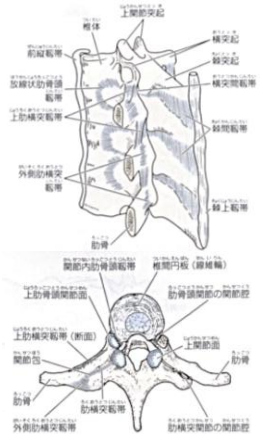 上関節突起
椎体
横突起
前縦靱帯
棘突起
放線状肋骨頭
靱帯
横突間靱帯
上肋横突靱帯
棘間靱帯
外側肋横突
靱帯
棘上靱帯
肋骨
関節内肋骨頭靱帯
椎間円板（線維輪）
上肋骨頭関節面
肋骨頭関節の関節腔
上肋横突靱帯（断面）
上関節面
関節包
肋骨
肋骨
外側肋横突靱帯
肋横突靱帯
肋横突関節の関節腔